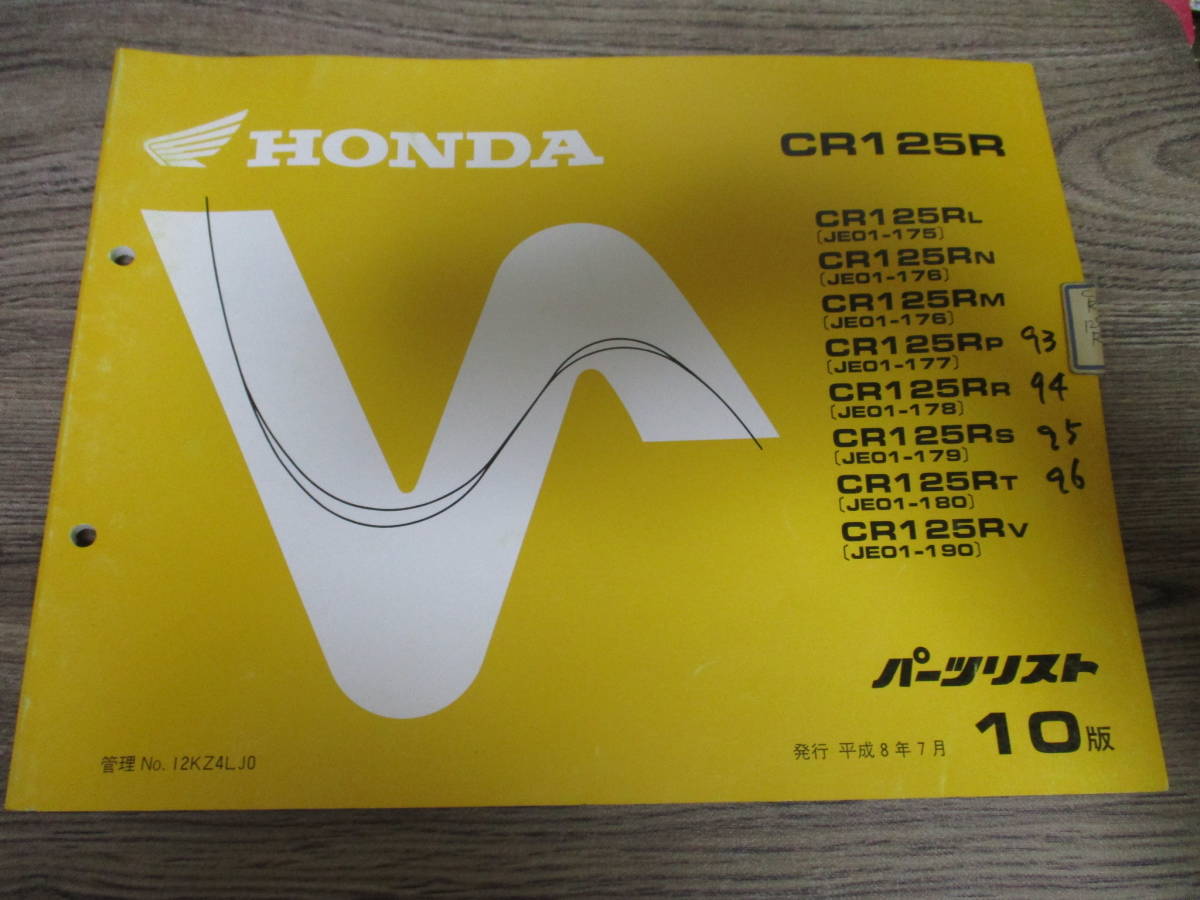 HONDA
CR125R
CR125RL
(JE01-175)
CR125RN
(JE01-176)
CR125RM
(JE01-176)
CR125RP 93
(JE01-177)
CR125RR 94
(JE01-178)
CR125RS 95
(JE01-179)
CR125RT 96
(JE01-180)
CR125RV
(JE01-190)
パーツリスト
発行 平成8年7月 10版
管理 No. 12KZ4LJ0